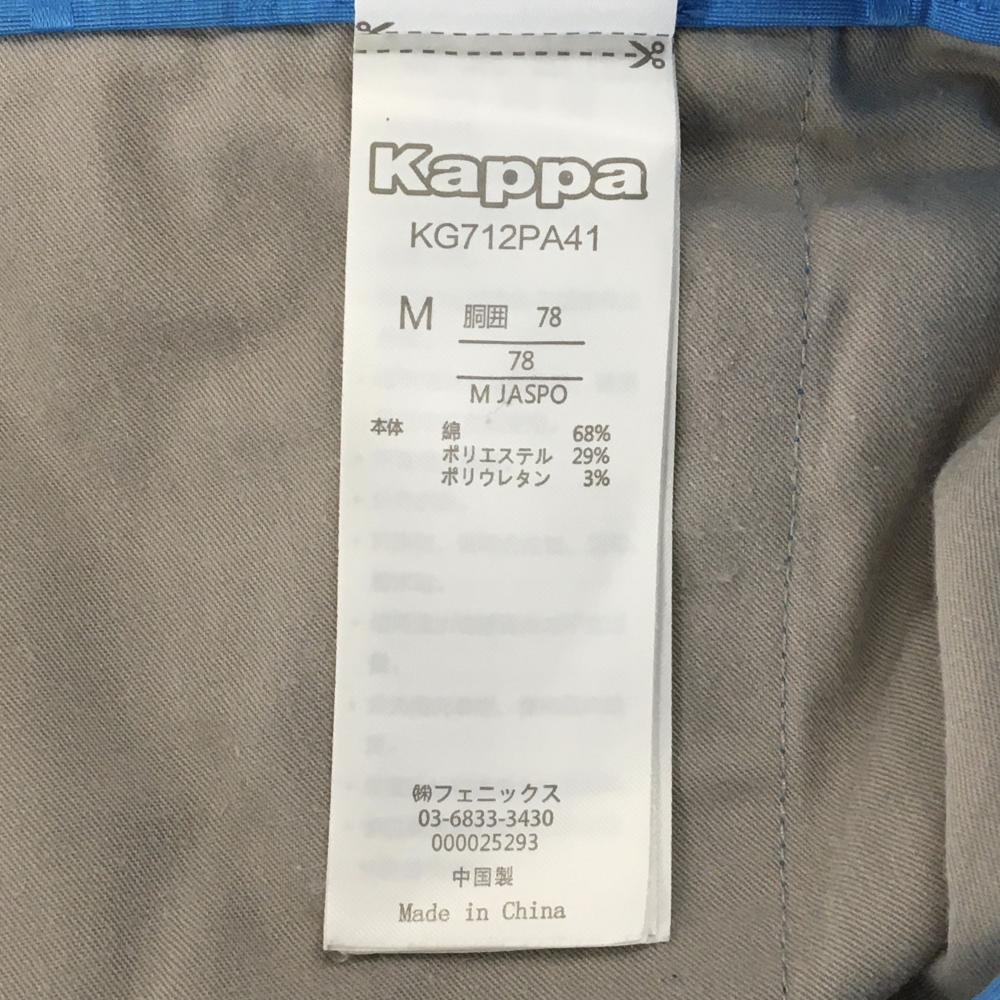 Kappa
KG712PA41
M 胴囲 78
78
M JASPO
本体 綿 68%
ポリエステル 29%
ポリウレタン 3%
㈱フェニックス
03-6833-3430
000025293
中国製
Made in China